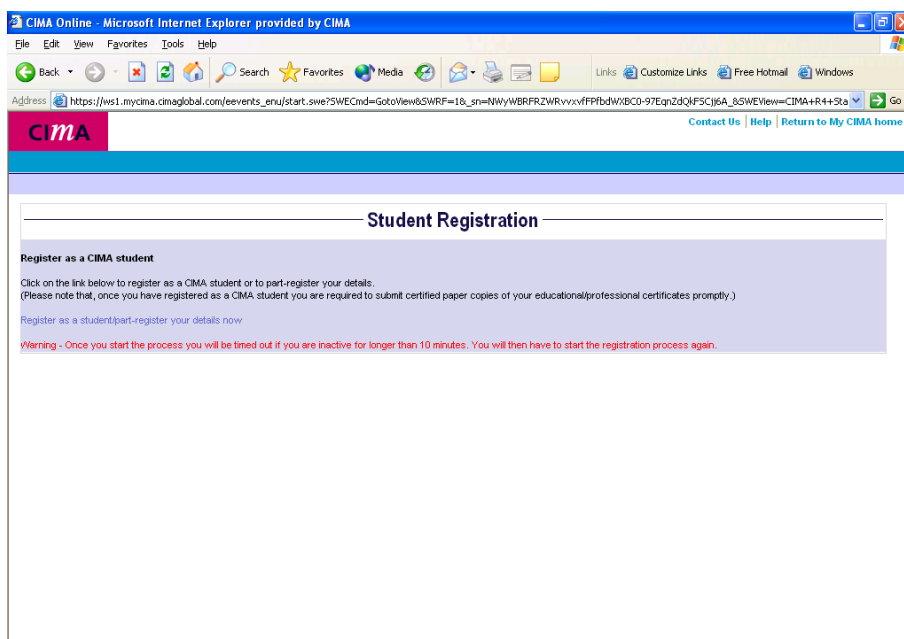 CIMA Online - Microsoft Internet Explorer provided by CIMA
File Edit View Favorites Tools Help
Back Search Favorites Media Links Customize Links Free Hotmail Windows
Address https://ws1.mycima.cimaglobal.com/eevents_enu/start.swe?SWECmd=GotoView&SWRF=1&_sn= Go
CIMA
Contact Us | Help | Return to My CIMA home
Student Registration
Register as a CIMA student
Click on the link below to register as a CIMA student or to part-register your details.
(Please note that, once you have registered as a CIMA student you are required to submit certified paper copies of your educational/professional certificates promptly.)
Register as a student/part-register your details now
Warning - Once you start the process you will be timed out if you are inactive for longer than 10 minutes. You will then have to start the registration process again.